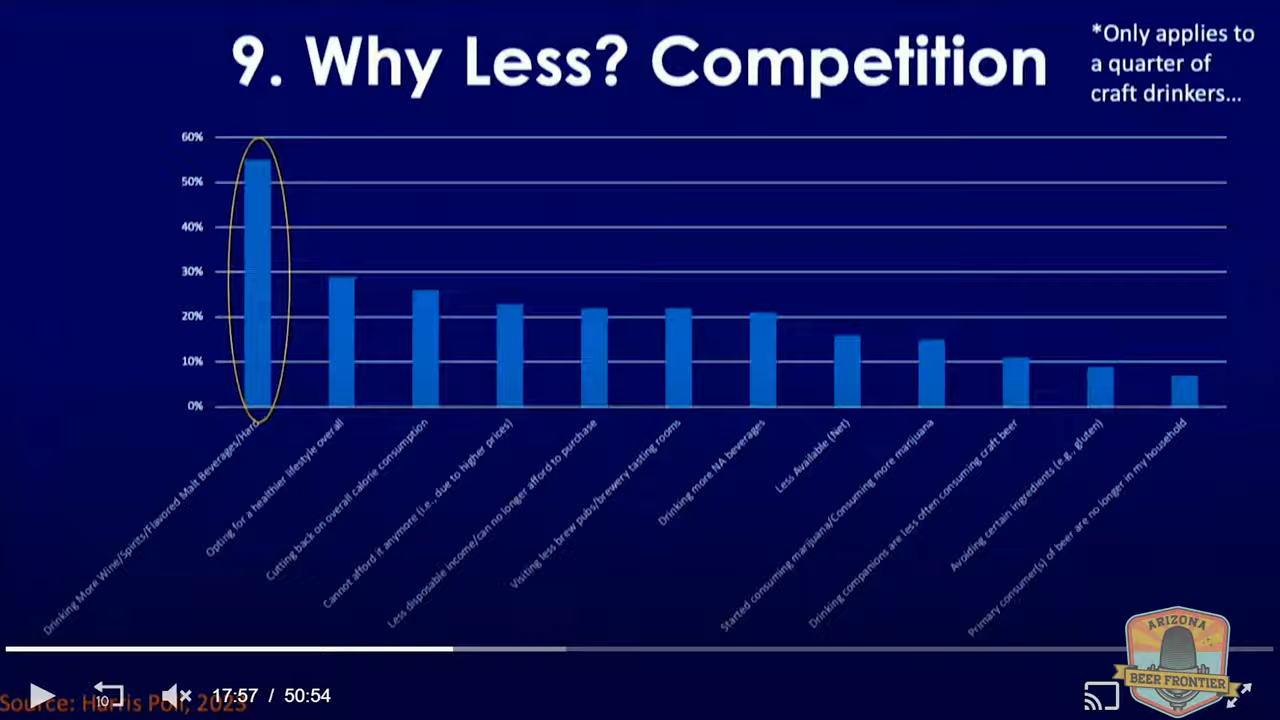 9. Why Less? Competition
*Only applies to
a quarter of
craft drinkers...
60%
50%
40%
30%
20%
10%
0%
Drinking More Wine/Spirits/Flavored Malt Beverages/Hard
Opting for a healthier lifestyle overall
Cutting back on overall calorie consumption
Cannot afford it anymore (i.e., due to higher prices)
Less disposable income/can no longer afford to purchase
Visiting less brew pubs/brewery tasting rooms
Drinking more NA beverages
Less Available (Net)
Started consuming marijuana/Consuming more marijuana
Drinking companions are less often consuming craft beer
Avoiding certain ingredients (e.g., gluten)
Primary consumer(s) of beer are no longer in my household
ARIZONA
BEER FRONTIER
10
17:57 / 50:54
Source: Harris Poll, 2023